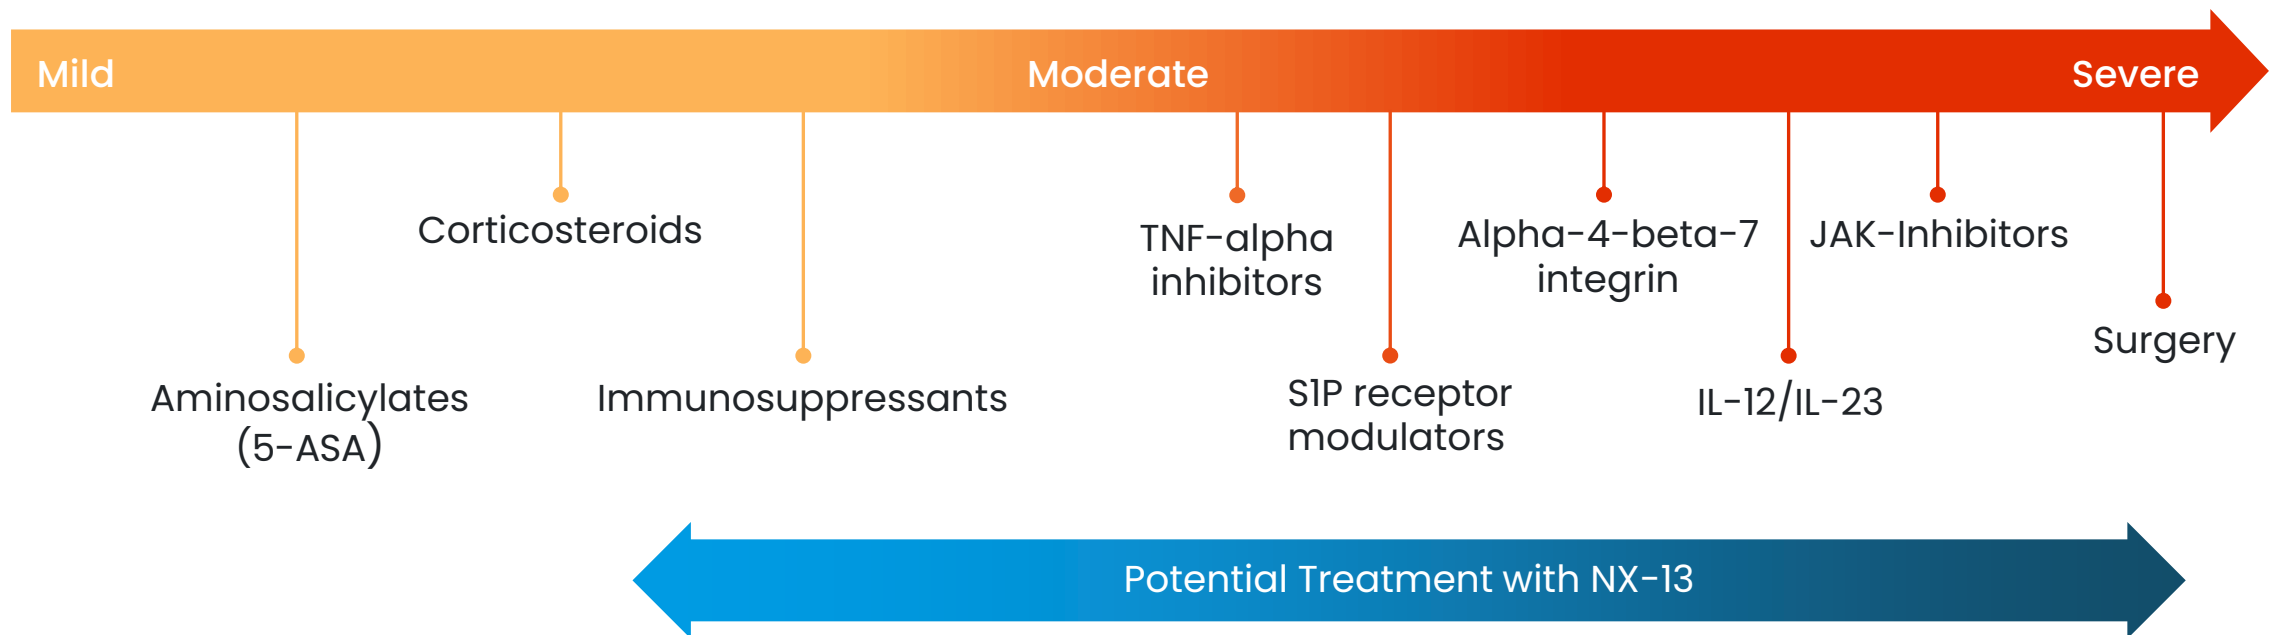 Mild
Moderate
Severe
Corticosteroids
TNF-alpha
inhibitors
Alpha-4-beta-7
integrin
JAK-Inhibitors
Surgery
Aminosalicylates
(5-ASA)
Immunosuppressants
S1P receptor
modulators
IL-12/IL-23
Potential Treatment with NX-13